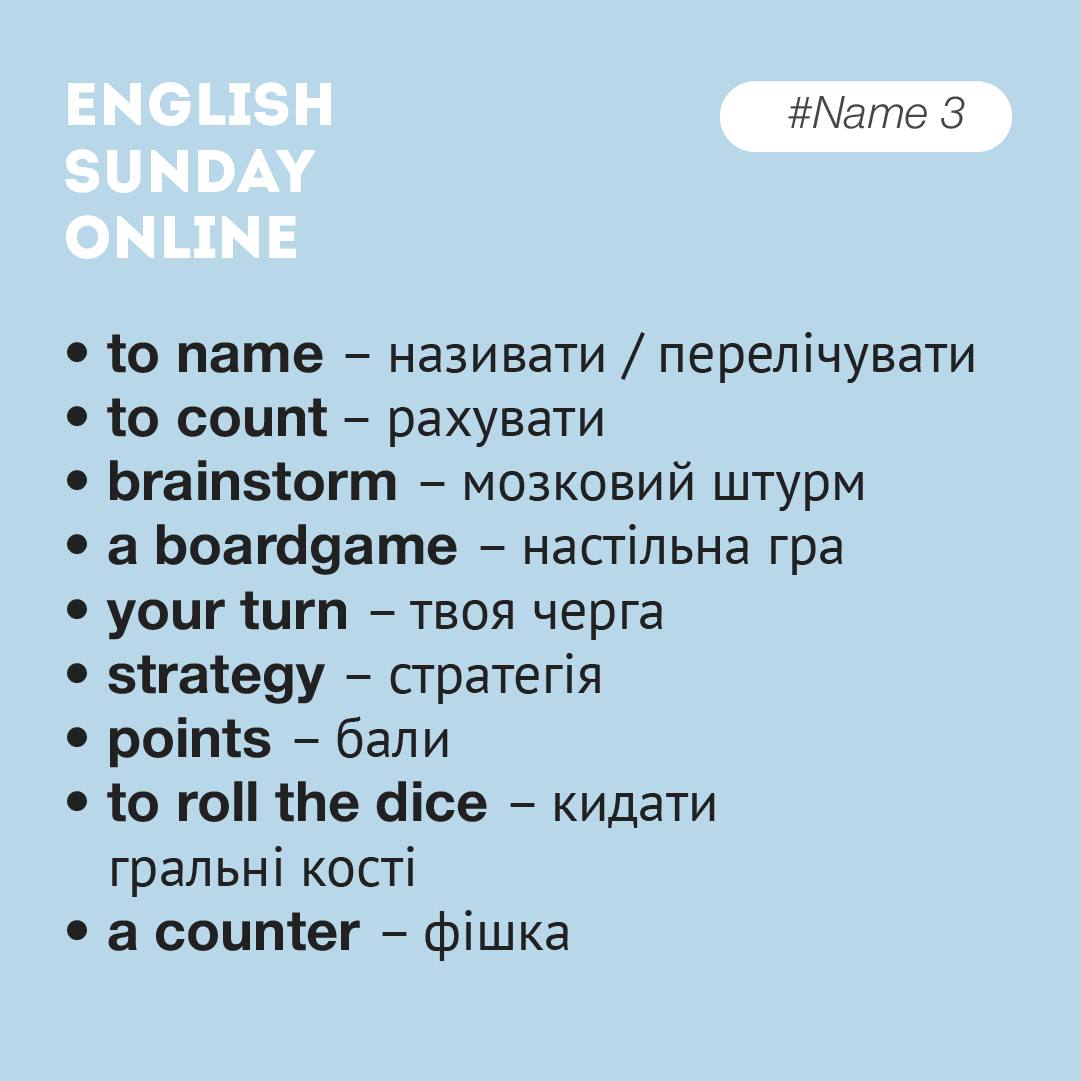 ENGLISH
SUNDAY
ONLINE
#Name 3
• to name – називати / перелічувати
• to count – рахувати
• brainstorm – мозковий штурм
• a boardgame – настільна гра
• your turn – твоя черга
• strategy – стратегія
• points – бали
• to roll the dice – кидати
гральні кості
• a counter – фішка